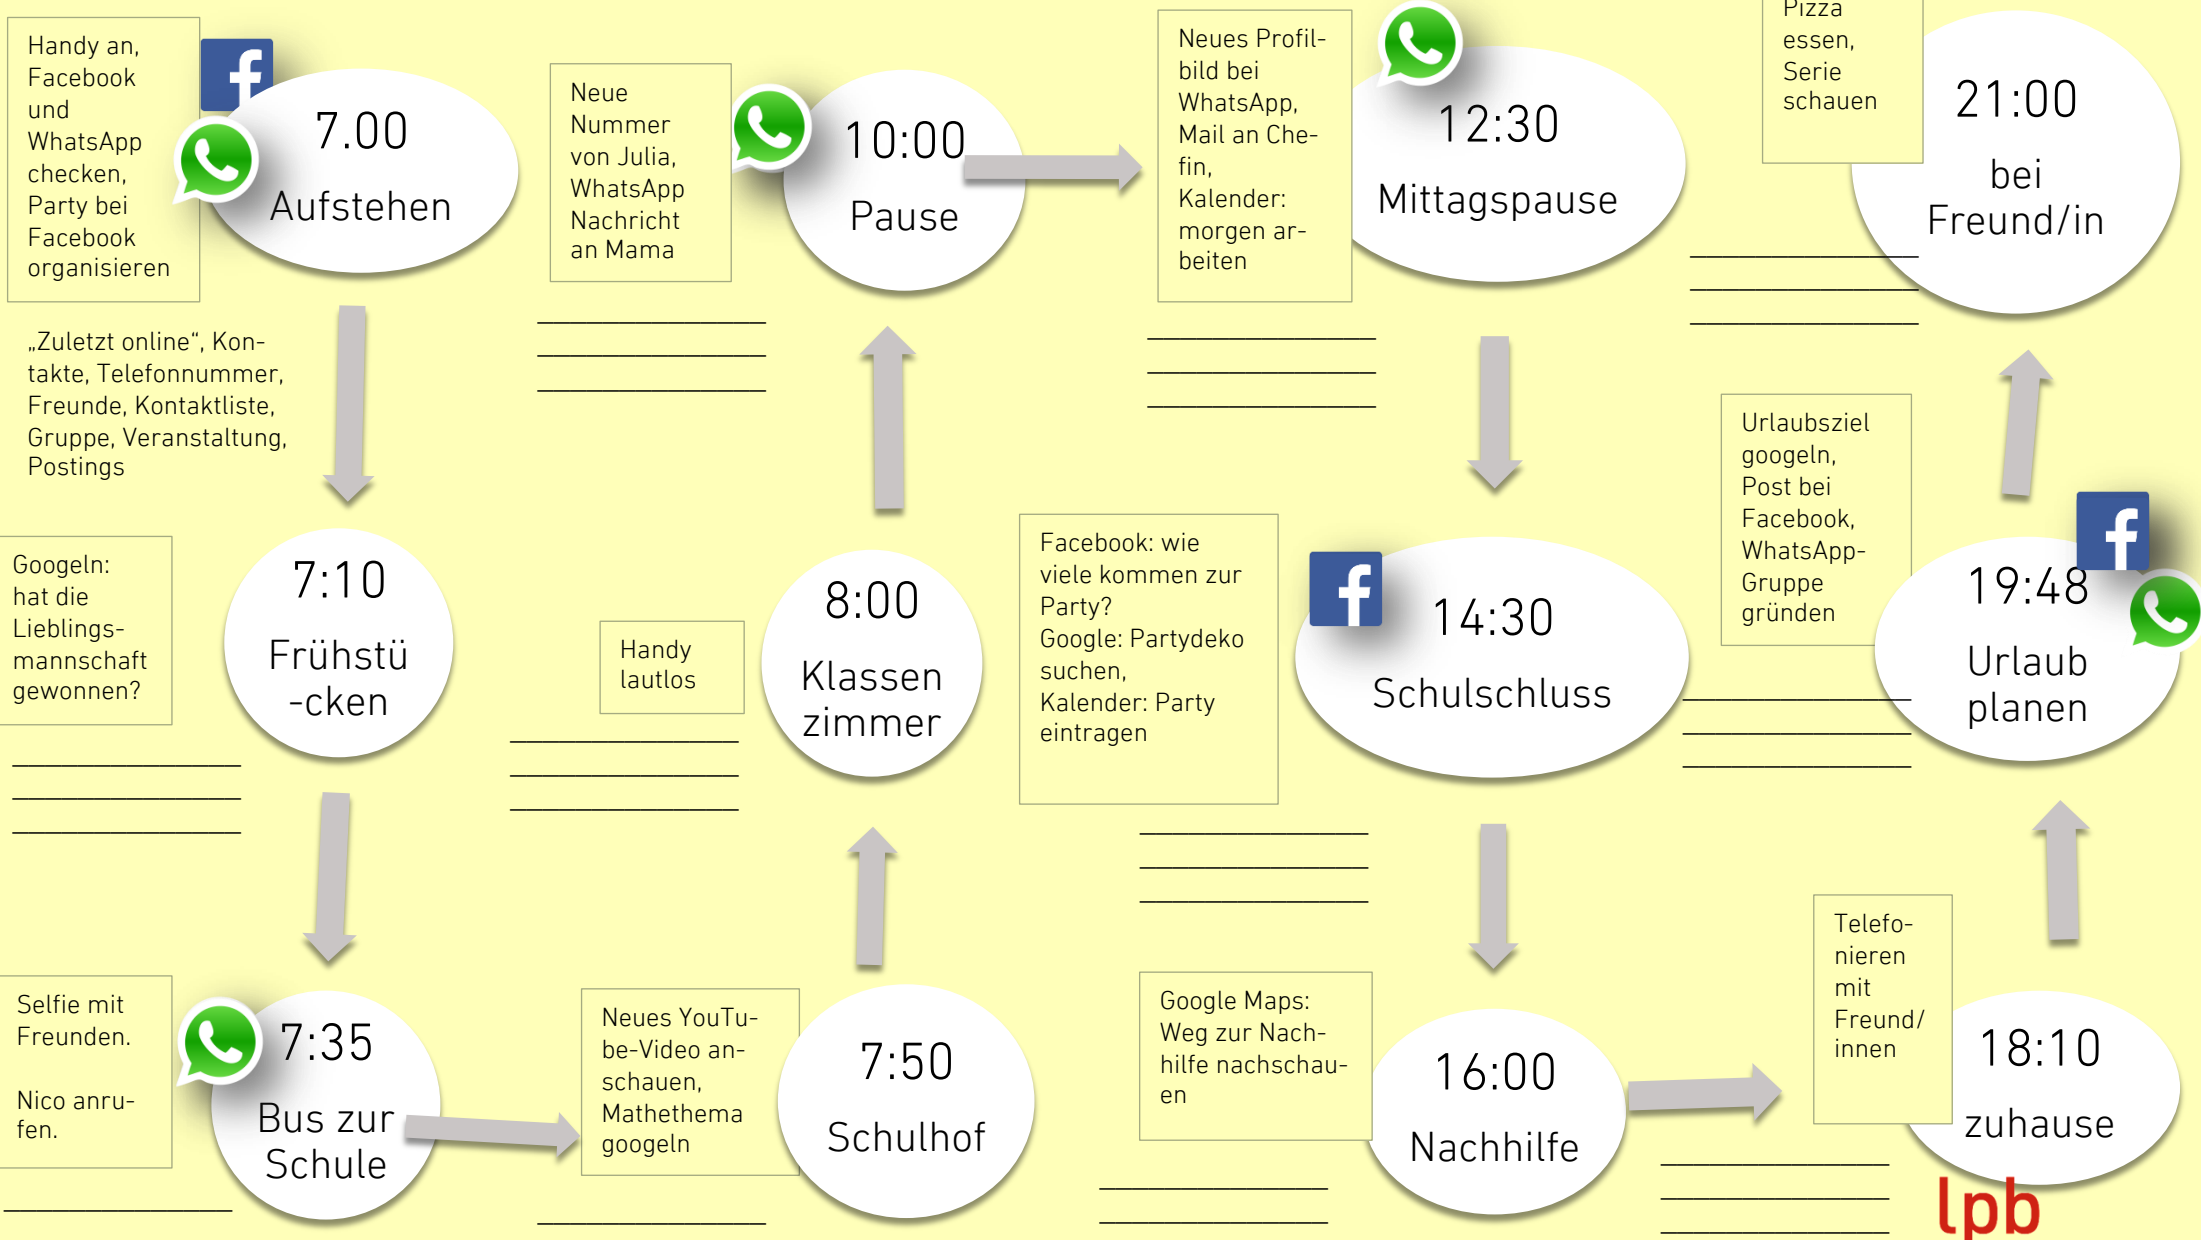 Handy an,
Facebook
und
WhatsApp
checken,
Party bei
Facebook
organisieren
7.00
Aufstehen
„Zuletzt online“, Kon-
takte, Telefonnummer,
Freunde, Kontaktliste,
Gruppe, Veranstaltung,
Postings
Googeln:
hat die
Lieblings-
mannschaft
gewonnen?
7:10
Frühstü
-cken
Selfie mit
Freunden.
Nico anru-
fen.
7:35
Bus zur
Schule
Neues YouTu-
be-Video an-
schauen,
Mathethema
googeln
7:50
Schulhof
Handy
lautlos
8:00
Klassen
zimmer
Neue
Nummer
von Julia,
WhatsApp
Nachricht
an Mama
10:00
Pause
Neues Profil-
bild bei
WhatsApp,
Mail an Che-
fin,
Kalender:
morgen ar-
beiten
12:30
Mittagspause
Facebook: wie
viele kommen zur
Party?
Google: Partydeko
suchen,
Kalender: Party
eintragen
14:30
Schulschluss
Google Maps:
Weg zur Nach-
hilfe nachschau-
en
16:00
Nachhilfe
Telefo-
nieren
mit
Freund/
innen
18:10
zuhause
Urlaubsziel
googeln,
Post bei
Facebook,
WhatsApp-
Gruppe
gründen
19:48
Urlaub
planen
Pizza
essen,
Serie
schauen
21:00
bei
Freund/in
lpb